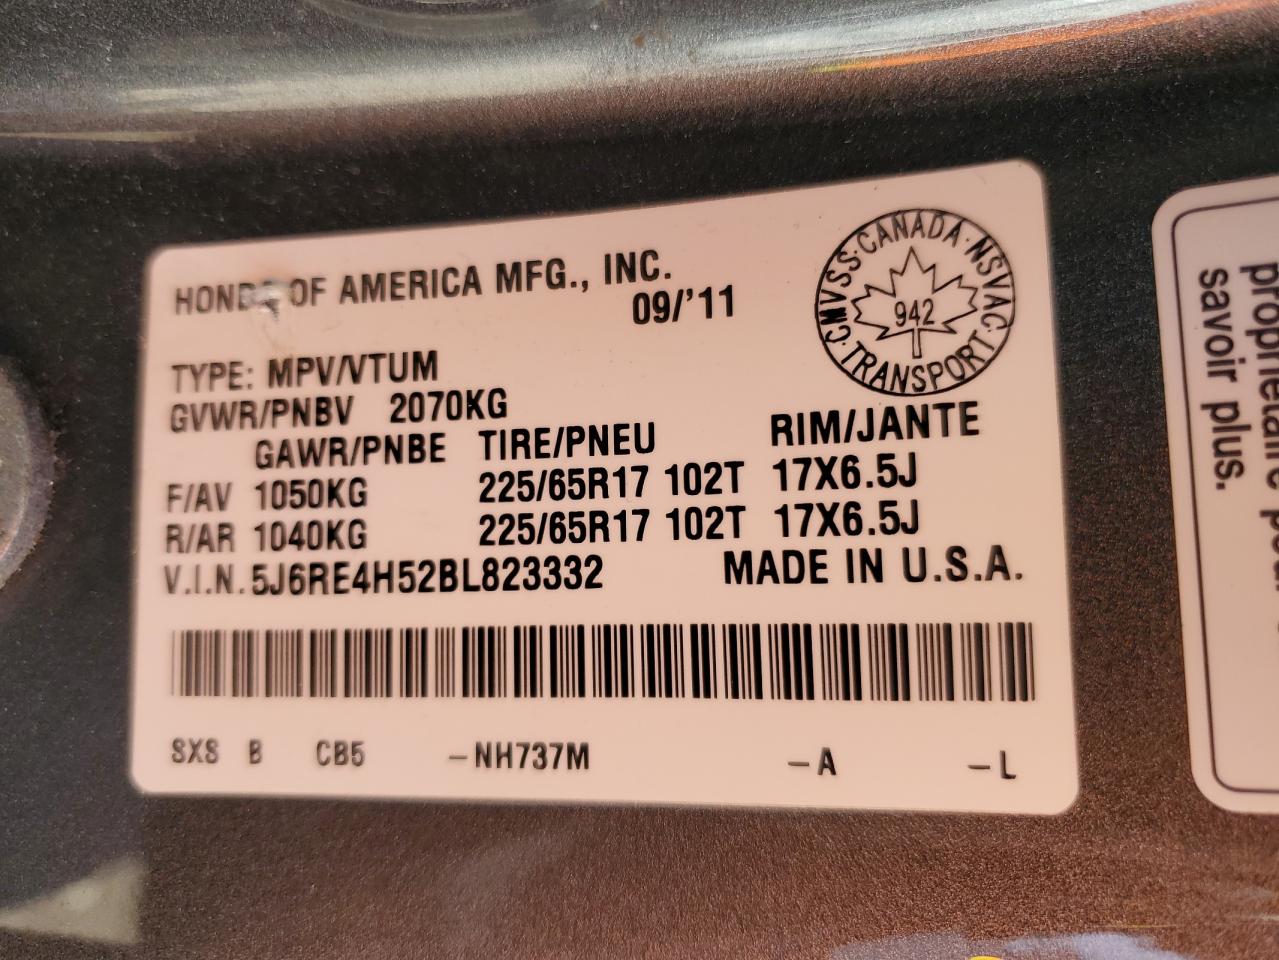 HONDA OF AMERICA MFG., INC.
09/'11
CMVSS·CANADA·NSVAC·TRANSPORT·
942
TYPE: MPV/VTUM
GVWR/PNBV 2070KG
GAWR/PNBE TIRE/PNEU RIM/JANTE
F/AV 1050KG 225/65R17 102T 17X6.5J
R/AR 1040KG 225/65R17 102T 17X6.5J
V.I.N. 5J6RE4H52BL823332 MADE IN U.S.A.
SXS B CB5 -NH737M -A -L
propriétaire pour
savoir plus.